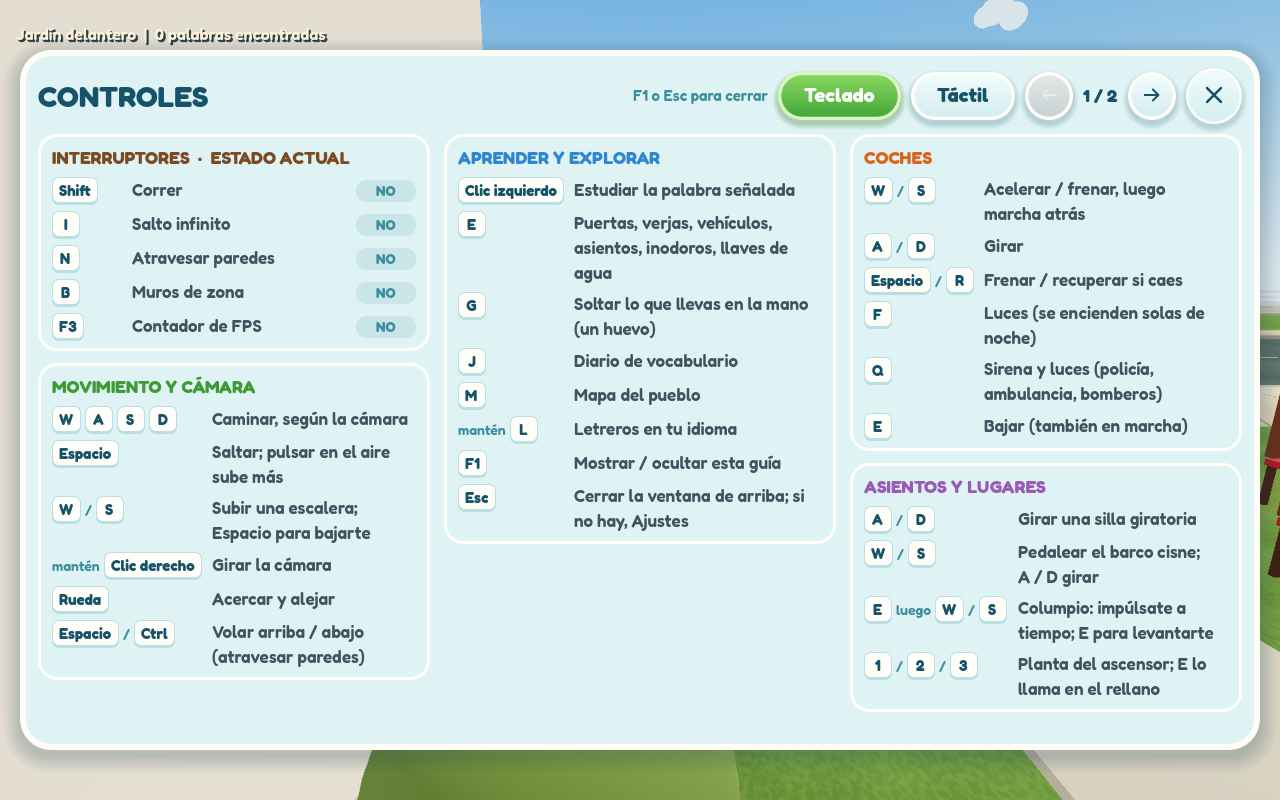 Jardín delantero | 0 palabras encontradas
CONTROLES
F1 o Esc para cerrar
Teclado
Táctil
←
1 / 2
→
✕
INTERRUPTORES · ESTADO ACTUAL
Shift Correr NO
I Salto infinito NO
N Atravesar paredes NO
B Muros de zona NO
F3 Contador de FPS NO
MOVIMIENTO Y CÁMARA
W A S D Caminar, según la cámara
Espacio Saltar; pulsar en el aire
sube más
W / S Subir una escalera;
Espacio para bajarte
mantén Clic derecho Girar la cámara
Rueda Acercar y alejar
Espacio / Ctrl Volar arriba / abajo
(atravesar paredes)
APRENDER Y EXPLORAR
Clic izquierdo Estudiar la palabra señalada
E Puertas, verjas, vehículos,
asientos, inodoros, llaves de
agua
G Soltar lo que llevas en la mano
(un huevo)
J Diario de vocabulario
M Mapa del pueblo
mantén L Letreros en tu idioma
F1 Mostrar / ocultar esta guía
Esc Cerrar la ventana de arriba; si
no hay, Ajustes
COCHES
W / S Acelerar / frenar, luego
marcha atrás
A / D Girar
Espacio / R Frenar / recuperar si caes
F Luces (se encienden solas de
noche)
Q Sirena y luces (policía,
ambulancia, bomberos)
E Bajar (también en marcha)
ASIENTOS Y LUGARES
A / D Girar una silla giratoria
W / S Pedalear el barco cisne;
A / D girar
E luego W / S Columpio: impúlsate a
tiempo; E para levantarte
1 / 2 / 3 Planta del ascensor; E lo
llama en el rellano